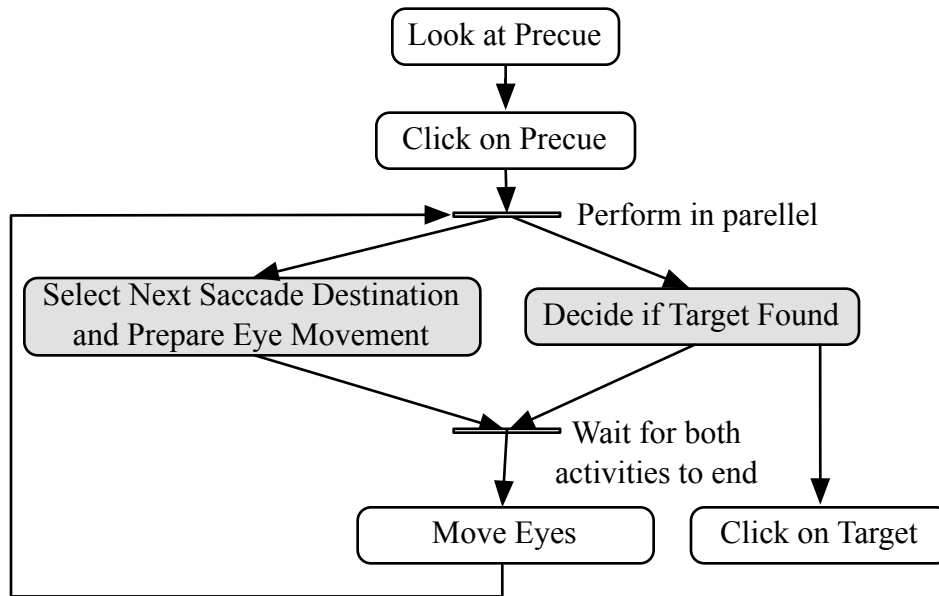 Look at Precue
Click on Precue
Perform in parellel
Select Next Saccade Destination
and Prepare Eye Movement
Decide if Target Found
Wait for both
activities to end
Move Eyes
Click on Target